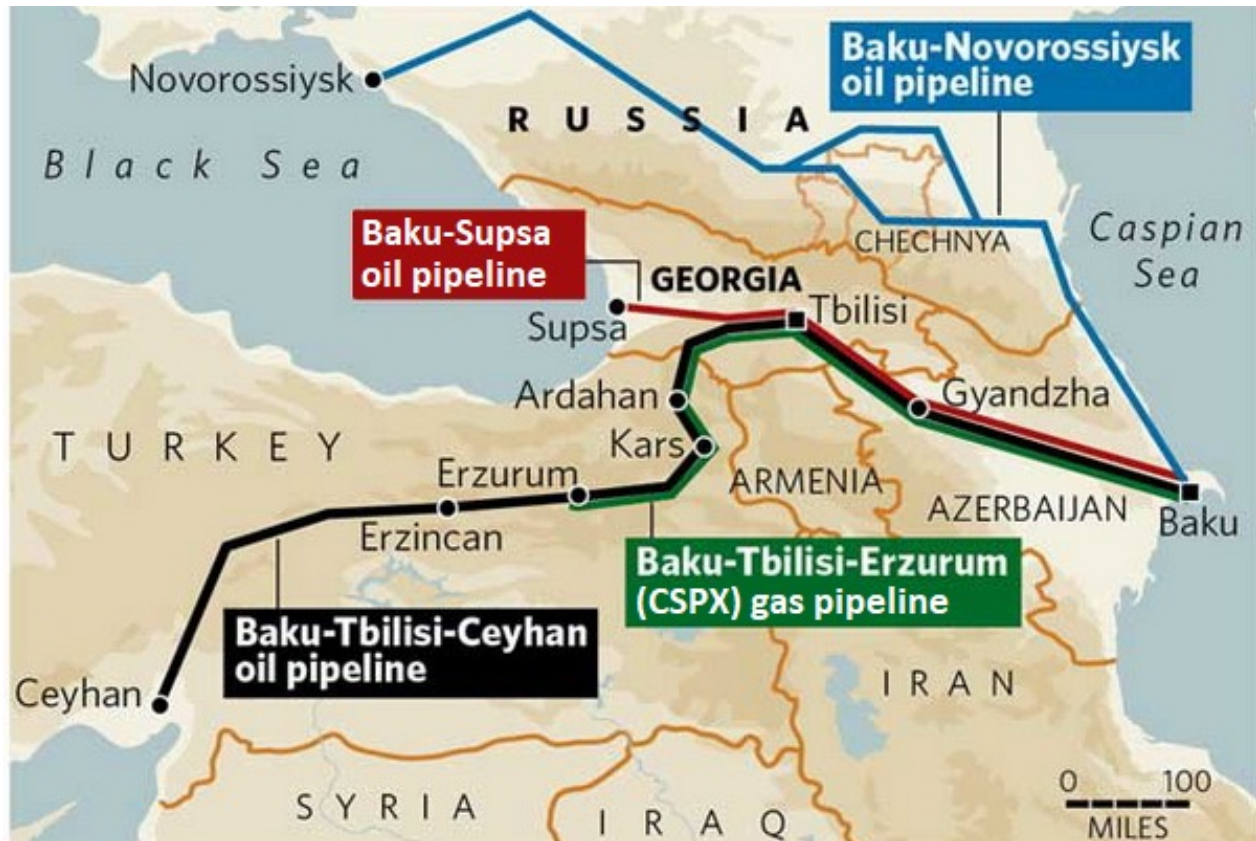 Baku-Novorossiysk
oil pipeline
Novorossiysk
RUSSIA
Black Sea
Baku-Supsa
oil pipeline
CHECHNYA
Caspian
Sea
GEORGIA
Supsa
Tbilisi
Ardahan
Gyandzha
TURKEY
Kars
Erzurum
ARMENIA
AZERBAIJAN
Baku
Erzincan
Baku-Tbilisi-Erzurum
(CSPX) gas pipeline
Baku-Tbilisi-Ceyhan
oil pipeline
Ceyhan
IRAN
SYRIA
IRAQ
0 100
MILES